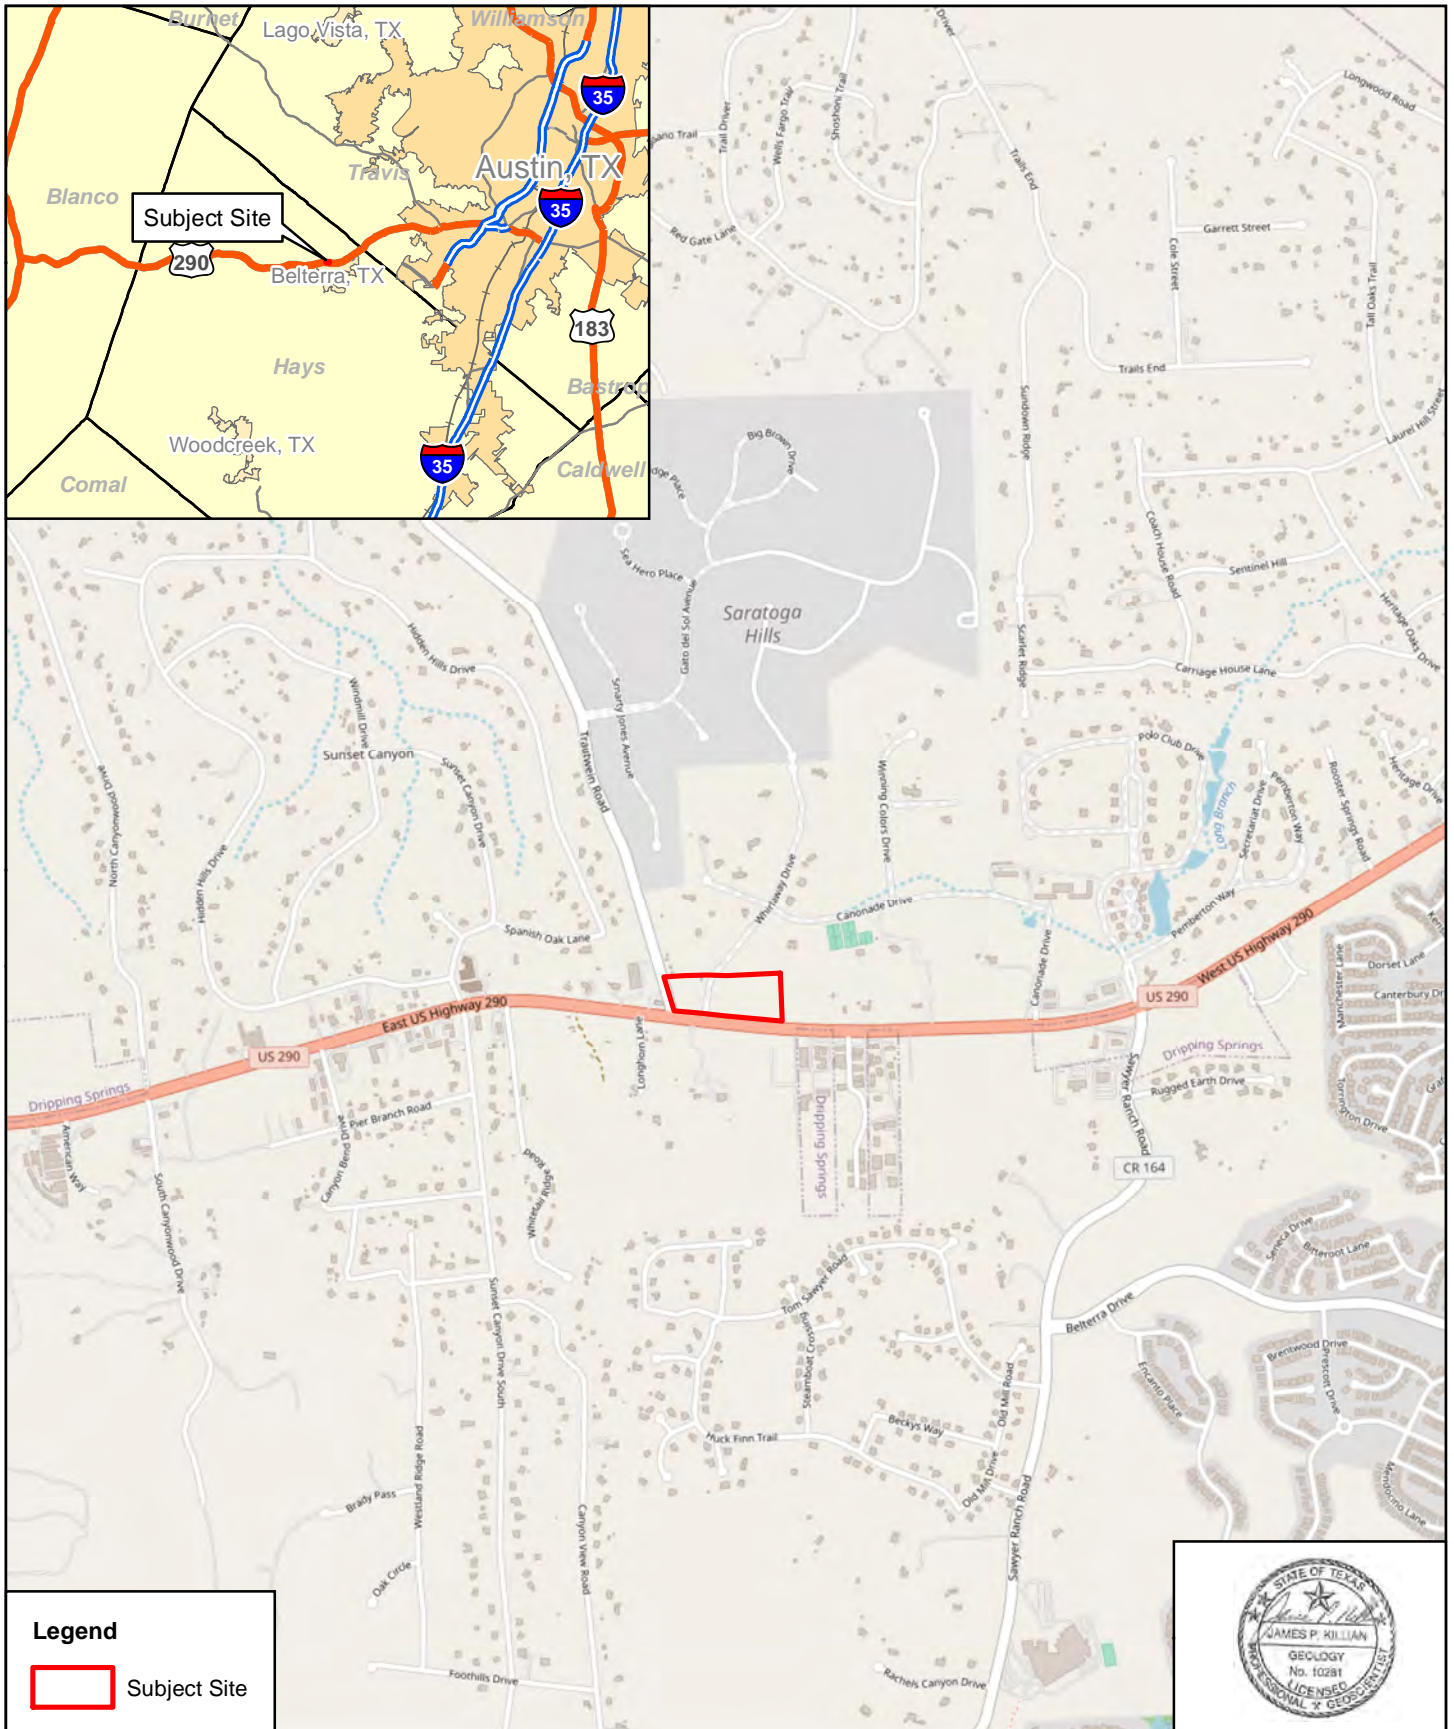 Burnet
Lago Vista, TX
Williamson
35
Austin, TX
Travis
Blanco
Subject Site
35
290
Belterra, TX
183
Hays
Bastrop
Woodcreek, TX
35
Comal
Caldwell
Driver
Longwood Road
Trail Driver
Wells Fargo Trail
Shoshoni Trail
sano Trail
Trails End
Red Gate Lane
Garrett Street
Cole Street
Tall Oaks Trail
Trails End
Sundown Ridge
Laurel Hill Street
Big Brown Drive
dge Place
Coach House Road
Sea Hero Place
Sentinel Hill
Saratoga
Hills
Gato del Sol Avenue
Heritage Oaks Drive
Hidden Hills Drive
Scarlet Ridge
Carriage House Lane
Smarty Jones Avenue
Windmill Drive
Trautwein Road
Sunset Canyon
Sunset Canyon Drive
North Canyonwood Drive
Polo Club Drive
Winning Colors Drive
Long Branch
Secretariat Drive
Pemberton Way
Rooster Springs Road
Heritage Drive
Hidden Hills Drive
Whirlaway Drive
Canonade Drive
Spanish Oak Lane
Pemberton Way
West US Highway 290
Canonade Drive
Manchester Lane
Dorset Lane
Canterbury Dr
US 290
East US Highway 290
US 290
Longhorn Lane
Dripping Springs
Dripping Springs
Sawyer Ranch Road
Rugged Earth Drive
Torrington Drive
American Way
Pier Branch Road
Canyon Bend Drive
Dripping Springs
CR 164
South Canyonwood Drive
Whitetail Ridge Road
Seneca Drive
Bitterroot Lane
Tom Sawyer Road
Sunset Canyon Drive South
Steamboat Crossing
Belterra Drive
Brentwood Drive
Prescott Drive
Encanto Place
Old Mill Road
Beckys Way
Huck Finn Trail
Westland Ridge Road
Old Mill Drive
Mendocino Lane
Brady Pass
Canyon View Road
Sawyer Ranch Road
Oak Circle
Foothills Drive
Rachels Canyon Drive
Legend
Subject Site
STATE OF TEXAS
JAMES P. KILLIAN
GEOLOGY
No. 10281
LICENSED
PROFESSIONAL GEOSCIENTIST